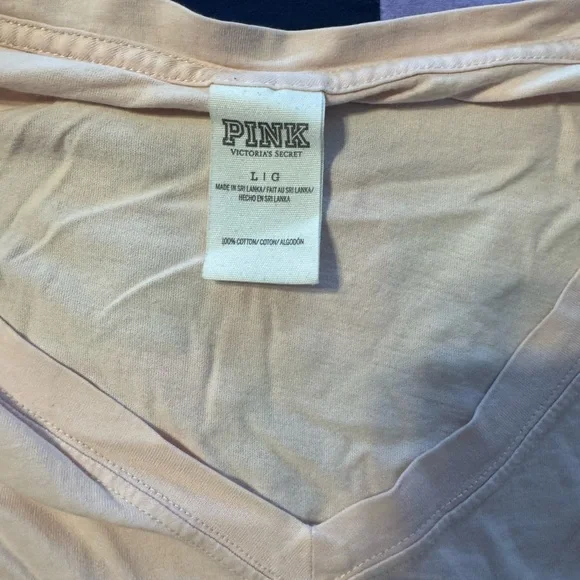 PINK
VICTORIA'S SECRET
L | G
MADE IN SRI LANKA/ FAIT AU SRI LANKA/
HECHO EN SRI LANKA
100% COTTON/ COTON/ ALGODÓN